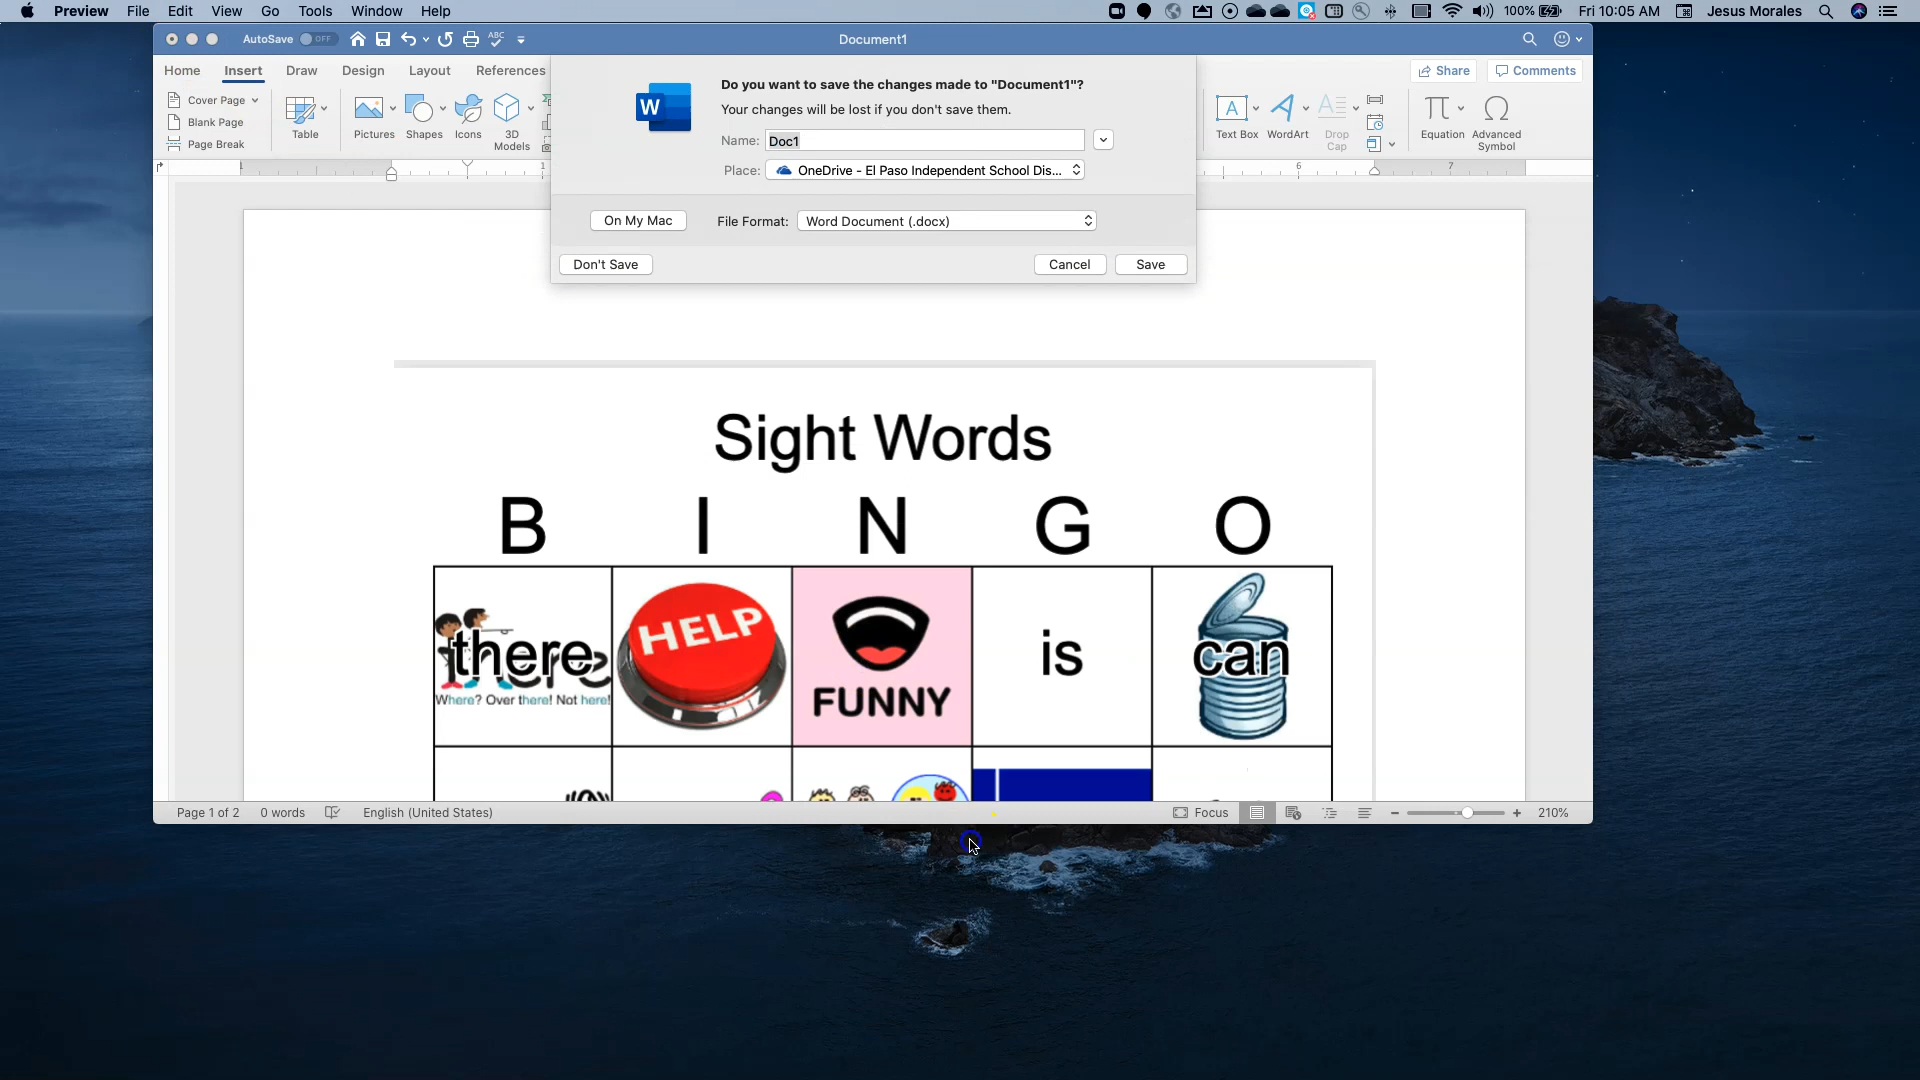 Preview File Edit View Go Tools Window Help 100% Fri 10:05 AM Jesus Morales
AutoSave OFF Document1
Home Insert Draw Design Layout References Share Comments
Cover Page
Blank Page
Page Break
Table Pictures Shapes Icons 3D Models
Text Box WordArt Drop Cap Equation Advanced Symbol
W
Do you want to save the changes made to "Document1"?
Your changes will be lost if you don't save them.
Name: Doc1
Place: OneDrive - El Paso Independent School Dis...
On My Mac File Format: Word Document (.docx)
Don't Save Cancel Save
1 1 6 7
Sight Words
B I N G O
there HELP FUNNY is can
Where? Over there! Not here!
Page 1 of 2 0 words English (United States) Focus 210%